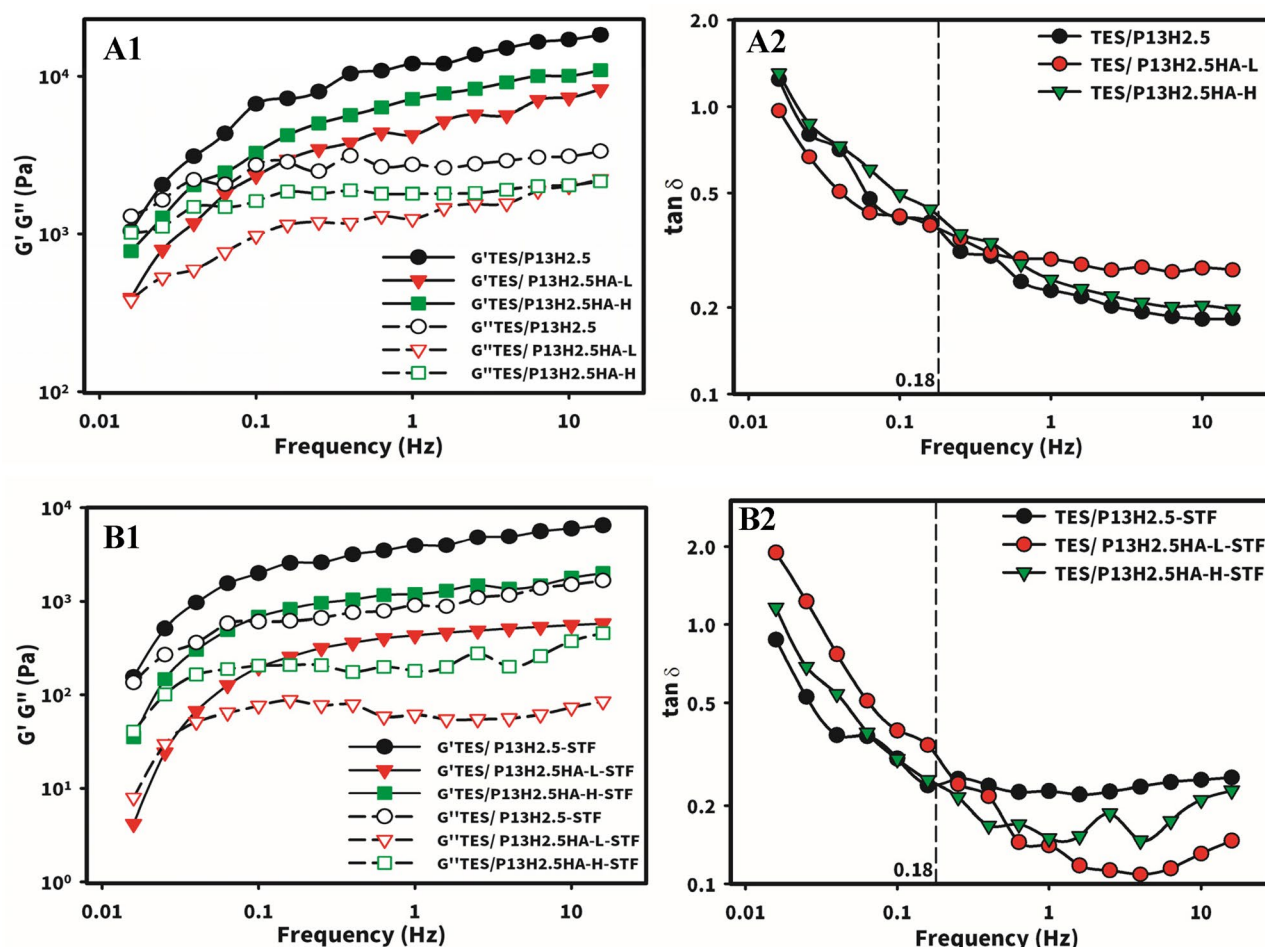 A1
G' G" (Pa)
10⁴
10³
10²
G'TES/P13H2.5
G'TES/ P13H2.5HA-L
G'TES/P13H2.5HA-H
G"TES/P13H2.5
G"TES/ P13H2.5HA-L
G"TES/P13H2.5HA-H
0.01 0.1 1 10
Frequency (Hz)
A2
tan δ
2.0
1.0
0.5
0.2
0.1
TES/P13H2.5
TES/ P13H2.5HA-L
TES/P13H2.5HA-H
0.18
0.01 0.1 1 10
Frequency (Hz)
B1
G' G" (Pa)
10⁴
10³
10²
10¹
10⁰
G'TES/ P13H2.5-STF
G'TES/ P13H2.5HA-L-STF
G'TES/P13H2.5HA-H-STF
G"TES/ P13H2.5-STF
G"TES/ P13H2.5HA-L-STF
G"TES/P13H2.5HA-H-STF
0.01 0.1 1 10
Frequency (Hz)
B2
tan δ
2.0
1.0
0.5
0.2
0.1
TES/P13H2.5-STF
TES/ P13H2.5HA-L-STF
TES/P13H2.5HA-H-STF
0.18
0.01 0.1 1 10
Frequency (Hz)